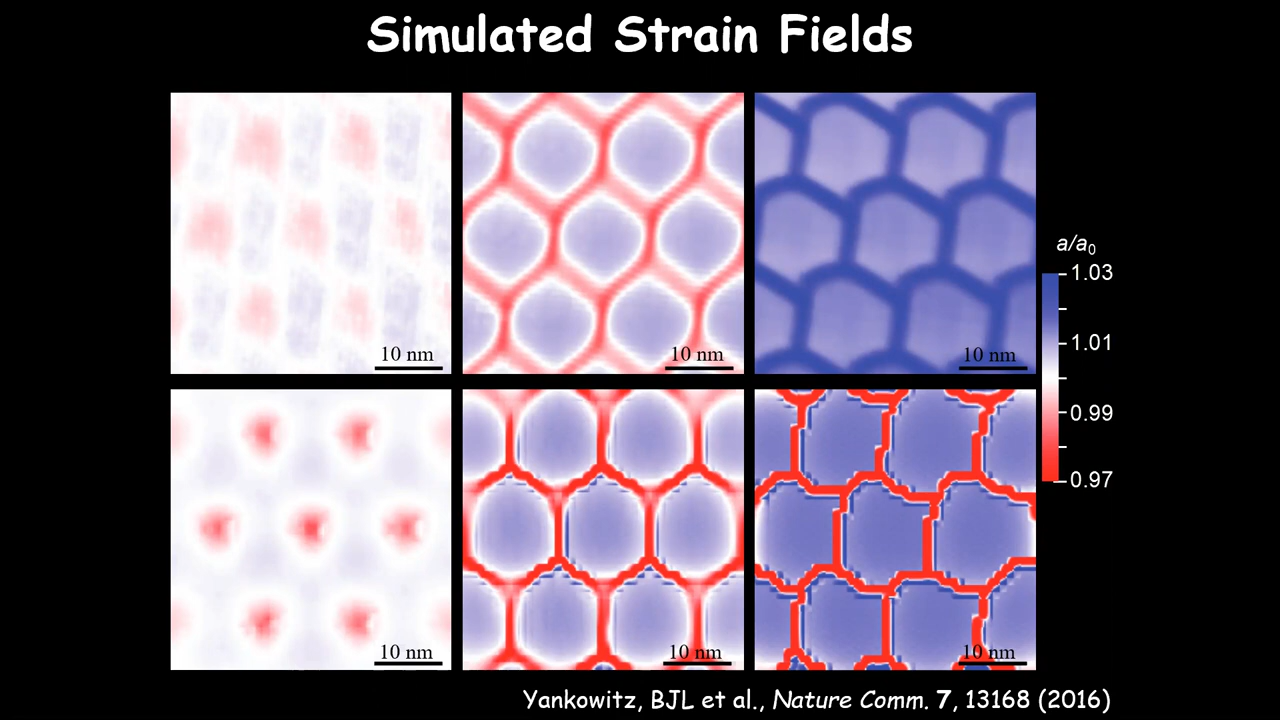 Simulated Strain Fields
10 nm
10 nm
10 nm
a/a0
1.03
1.01
0.99
0.97
10 nm
10 nm
10 nm
Yankowitz, BJL et al., Nature Comm. 7, 13168 (2016)